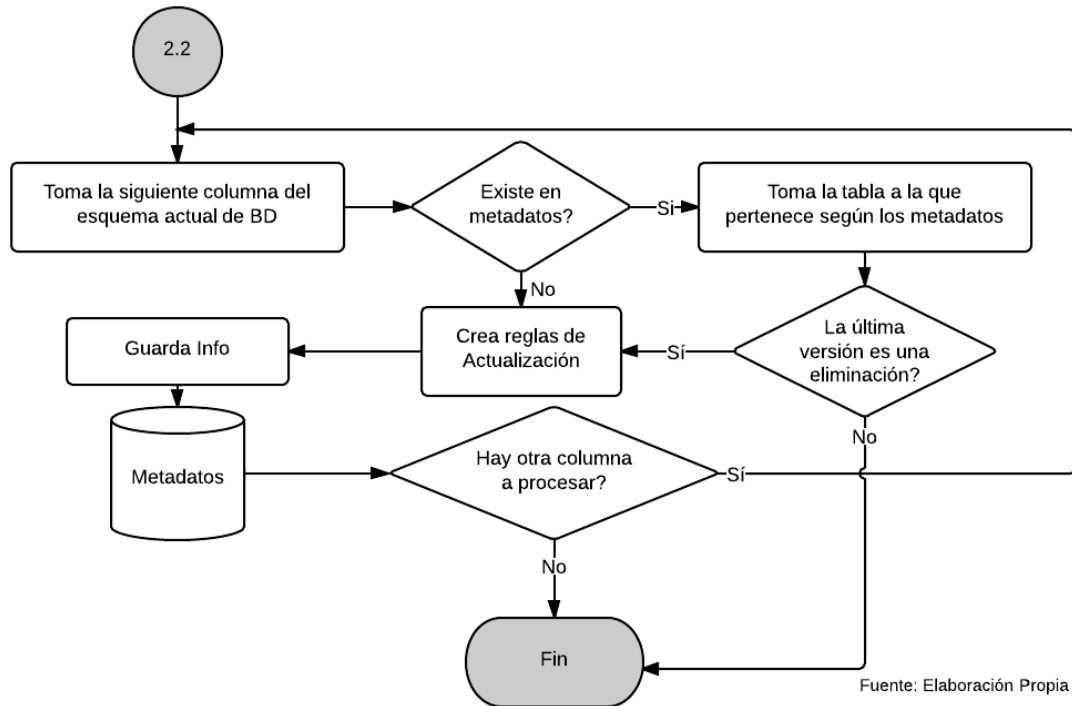 2.2
Toma la siguiente columna del
esquema actual de BD
Existe en
metadatos?
Si
Toma la tabla a la que
pertenece según los metadatos
No
Guarda Info
Crea reglas de
Actualización
Sí
La última
versión es una
eliminación?
No
Metadatos
Hay otra columna
a procesar?
Sí
No
Fin
Fuente: Elaboración Propia